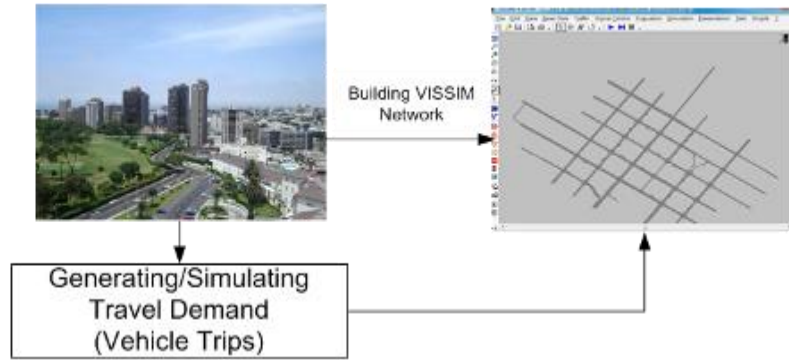 Building VISSIM
Network
Generating/Simulating
Travel Demand
(Vehicle Trips)